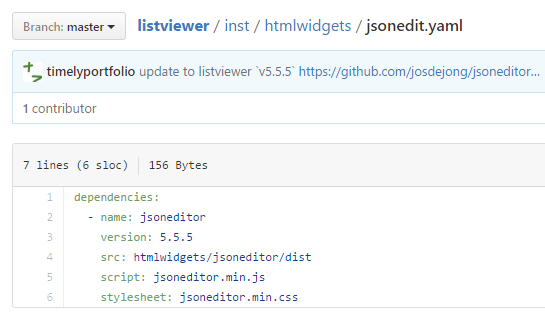 Branch: master listviewer / inst / htmlwidgets / jsonedit.yaml
timelyportfolio update to listviewer `v5.5.5` https://github.com/josdejong/jsoneditor...
1 contributor
7 lines (6 sloc) 156 Bytes
1 dependencies:
2 - name: jsoneditor
3 version: 5.5.5
4 src: htmlwidgets/jsoneditor/dist
5 script: jsoneditor.min.js
6 stylesheet: jsoneditor.min.css